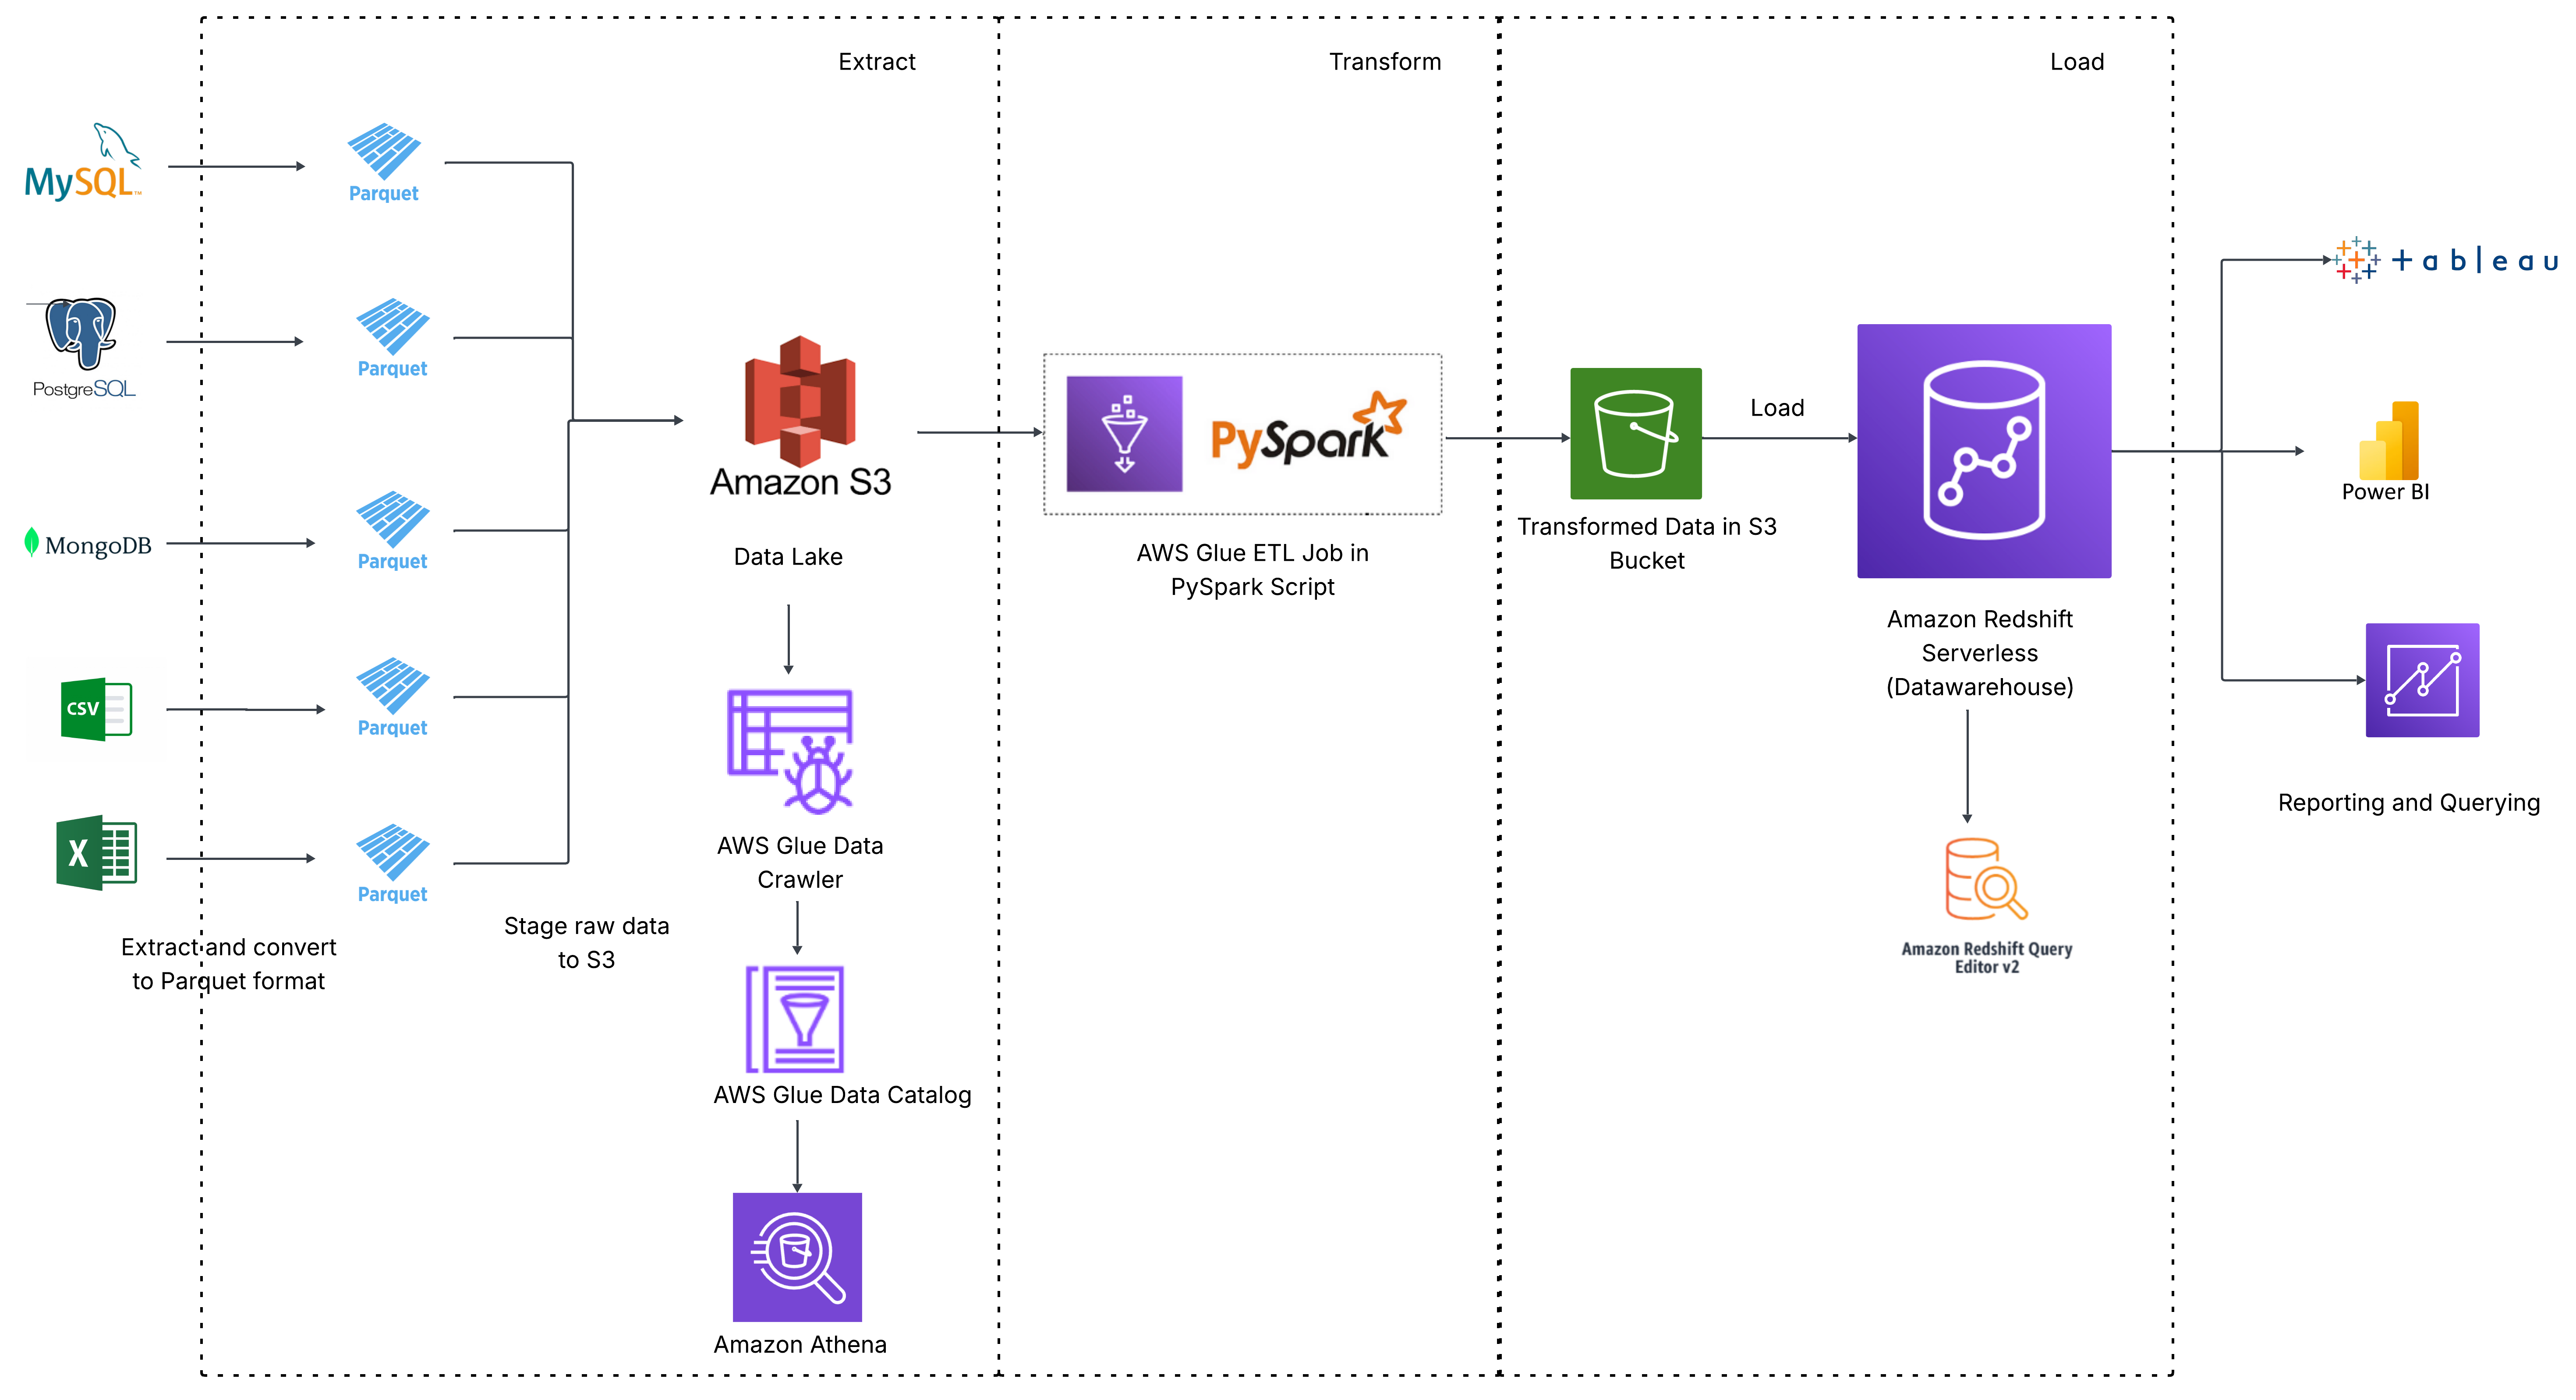 Extract
Transform
Load
MySQL™
Parquet
PostgreSQL
Parquet
MongoDB
Parquet
CSV
Parquet
X
Parquet
Extract and convert
to Parquet format
Stage raw data
to S3
Amazon S3
Data Lake
AWS Glue Data
Crawler
AWS Glue Data Catalog
Amazon Athena
PySpark
AWS Glue ETL Job in
PySpark Script
Transformed Data in S3
Bucket
Load
Amazon Redshift
Serverless
(Datawarehouse)
Amazon Redshift Query
Editor v2
+ableau
Power BI
Reporting and Querying